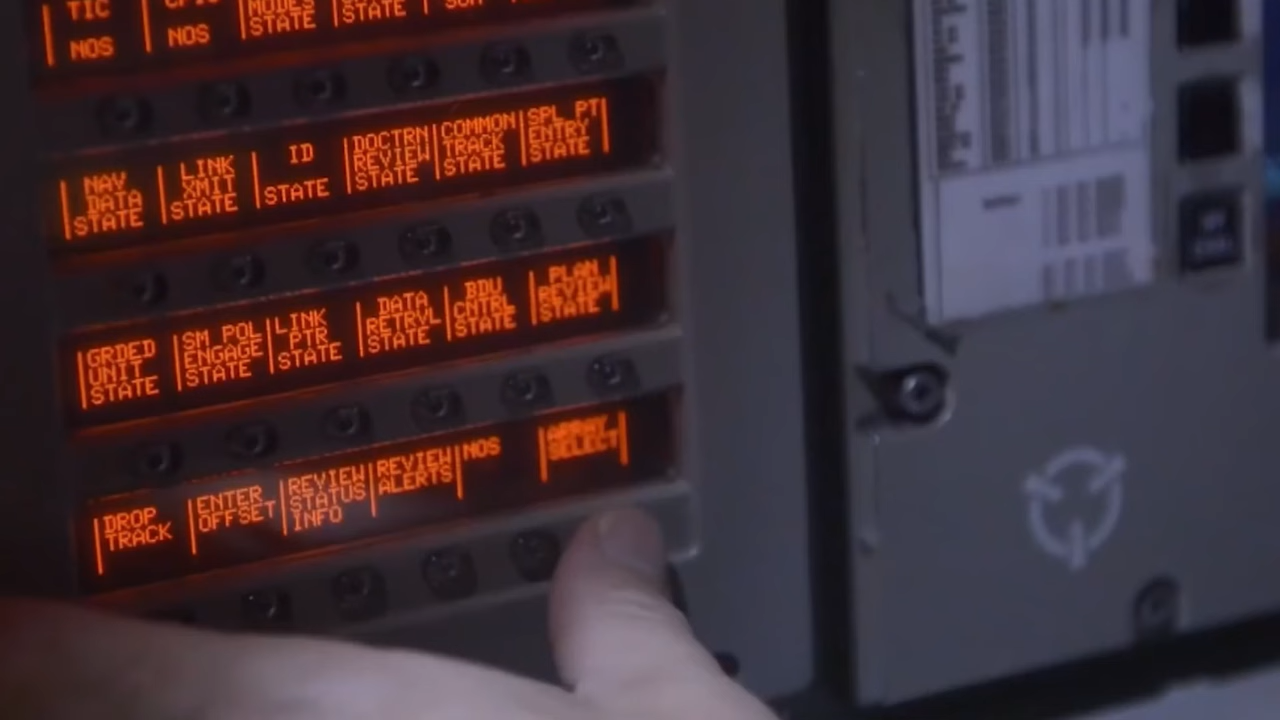 TIC
NOS
NOS
MODES
STATE
STATE
NAV
DATA
STATE
LINK
XMIT
STATE
ID
STATE
DOCTRN
REVIEW
STATE
COMMON
TRACK
STATE
SPL PT
ENTRY
STATE
GRDED
UNIT
STATE
SM POL
ENGAGE
STATE
LINK
PTR
STATE
DATA
RETRVL
STATE
BDU
CNTRL
STATE
PLAN
REVIEW
STATE
DROP
TRACK
ENTER
OFFSET
REVIEW
STATUS
INFO
REVIEW
ALERTS
NOS
ARRAY
SELECT